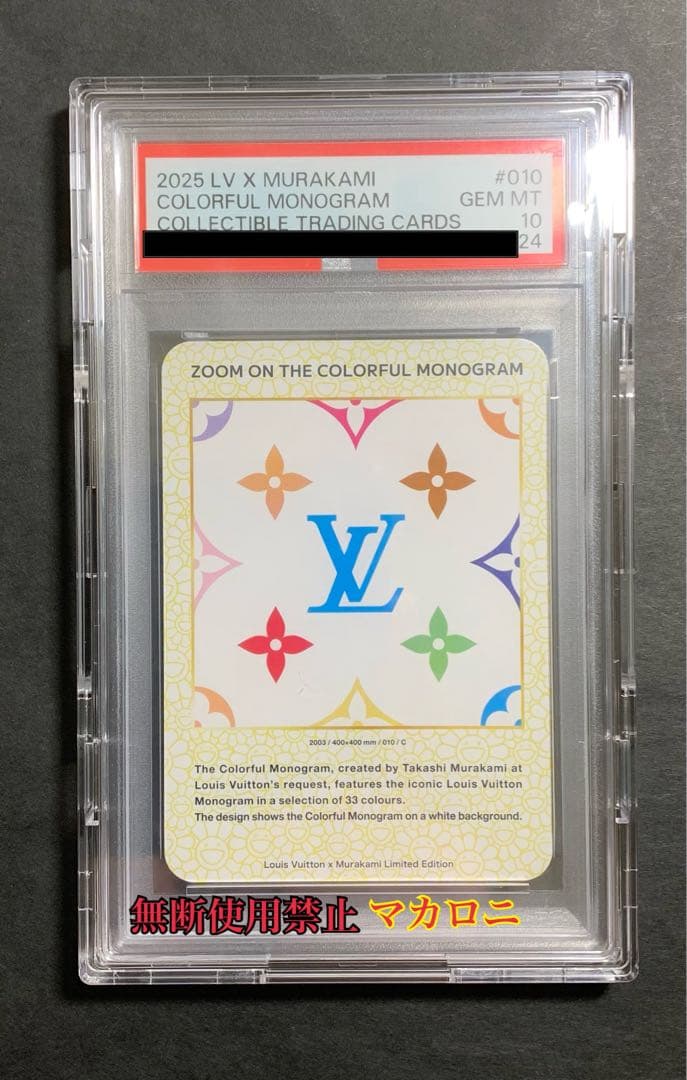 2025 LV X MURAKAMI #010
COLORFUL MONOGRAM GEM MT
COLLECTIBLE TRADING CARDS 10
24
ZOOM ON THE COLORFUL MONOGRAM
LV
2003 / 400×400 mm / 010 / C
The Colorful Monogram, created by Takashi Murakami at
Louis Vuitton's request, features the iconic Louis Vuitton
Monogram in a selection of 33 colours.
The design shows the Colorful Monogram on a white background.
Louis Vuitton x Murakami Limited Edition
無断使用禁止 マカロニ